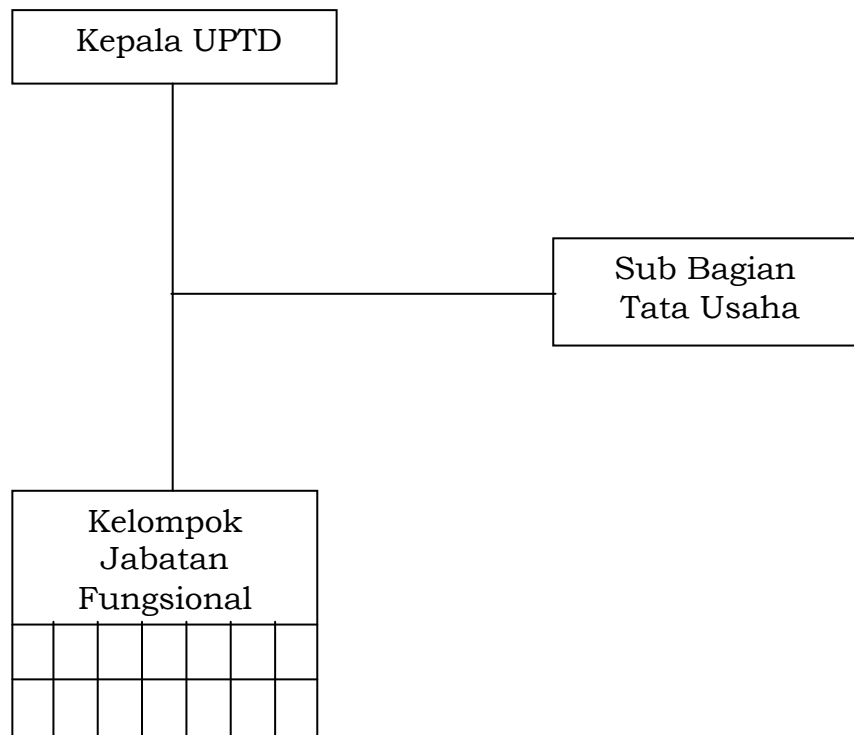 Kepala UPTD
Sub Bagian
Tata Usaha
Kelompok
Jabatan
Fungsional